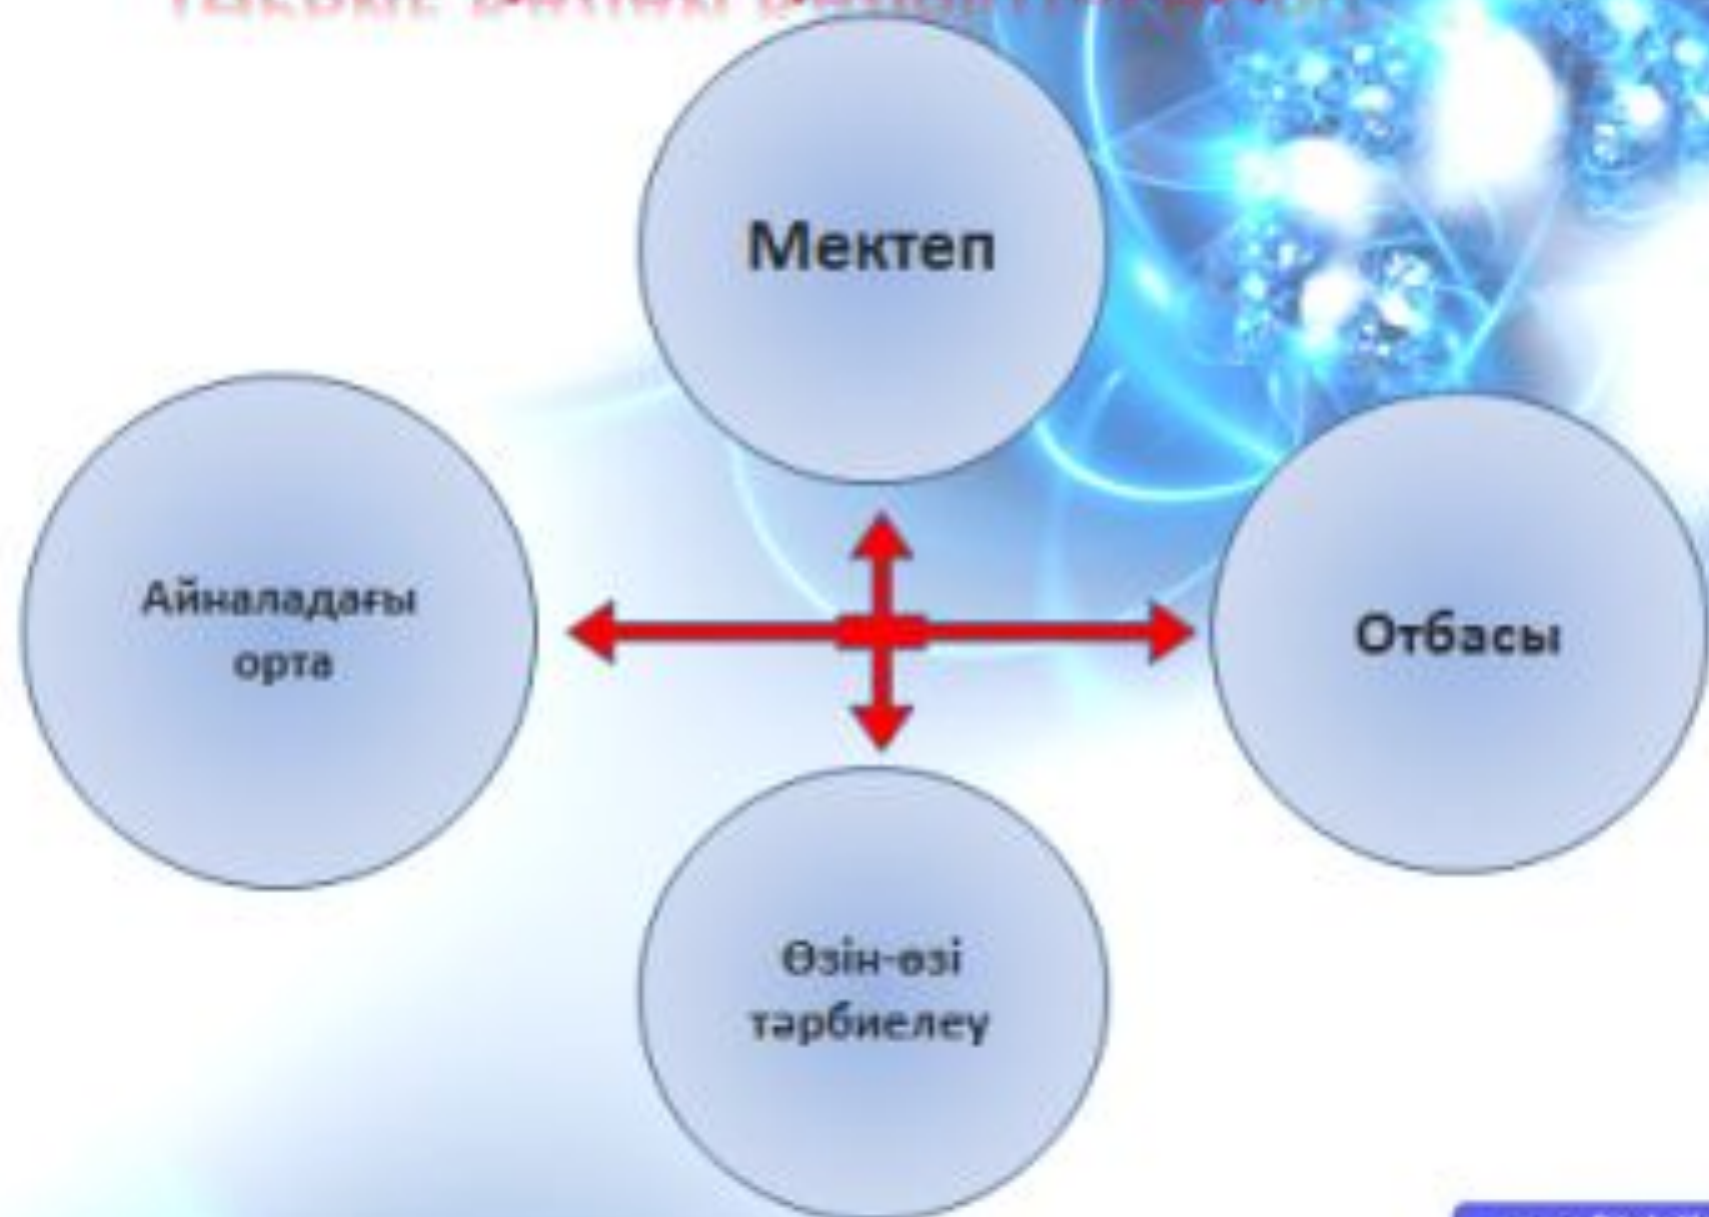 Мектеп
Айналадағы
орта
Отбасы
Өзін-өзі
тәрбиелеу